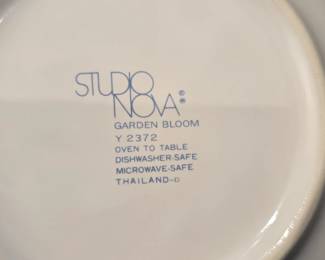 STUDIO
NOVA®
GARDEN BLOOM
Y 2372
OVEN TO TABLE
DISHWASHER-SAFE
MICROWAVE-SAFE
THAILAND-D